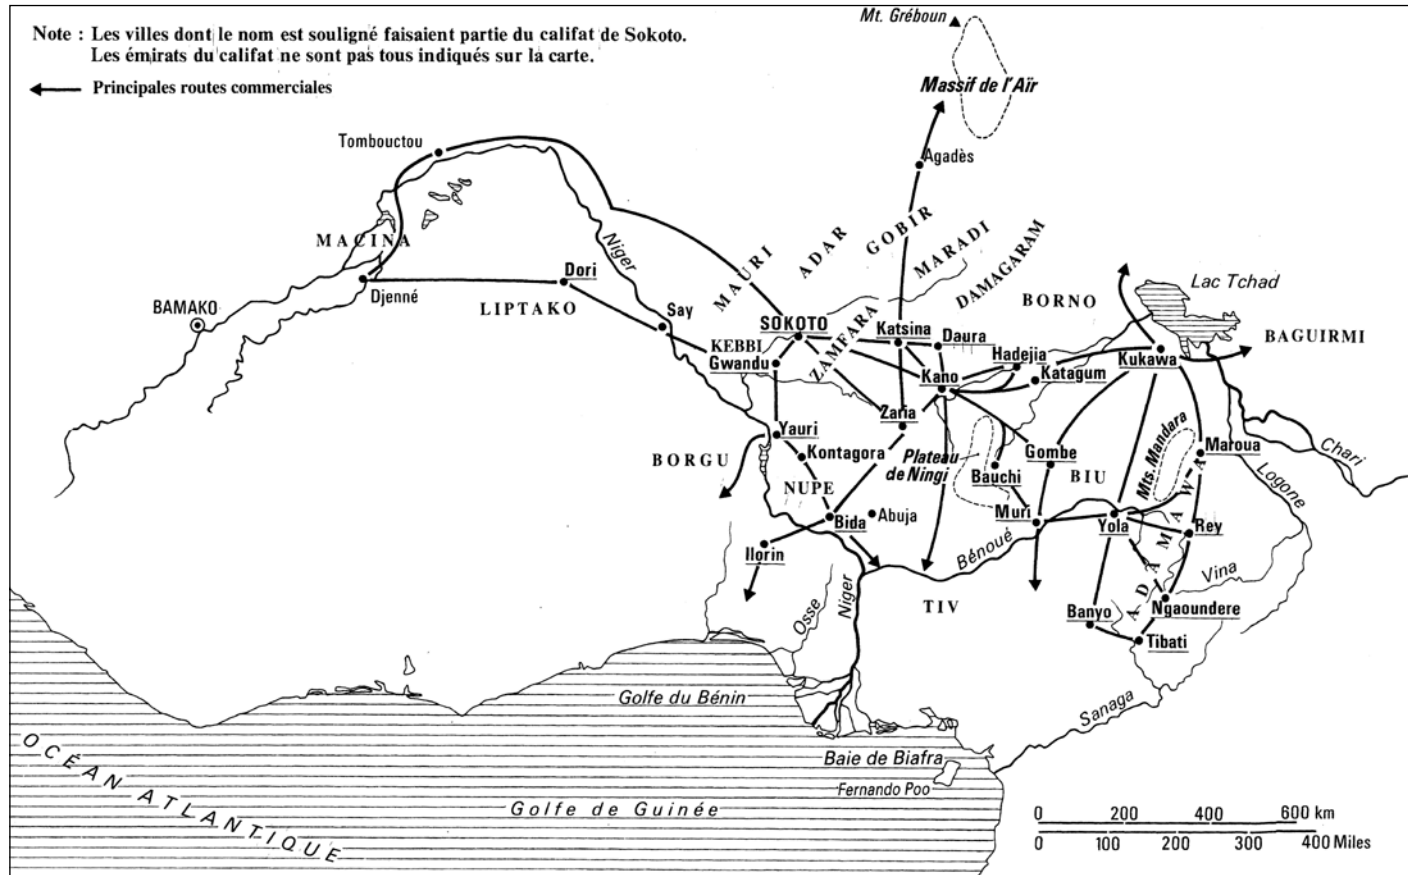 Note : Les villes dont le nom est souligné faisaient partie du califat de Sokoto.
Les émirats du califat ne sont pas tous indiqués sur la carte.
Principales routes commerciales
Mt. Gréboun
Massif de l'Aïr
Tombouctou
Agadès
MACINA
Niger
MAURI
ADAR
GOBIR
MARADI
DAMAGARAM
Dori
Djenné
LIPTAKO
BAMAKO
Say
SOKOTO
KEBBI
Gwandu
ZAMFARA
Katsina
Daura
BORNO
Lac Tchad
BAGUIRMI
Hadejia
Katagum
Kukawa
Kano
Zaria
Yauri
Kontagora
BORGU
NUPE
Plateau
de Ningi
Bauchi
Gombe
BIU
Mts. Mandara
Maroua
Chari
Logone
Bida
Abuja
Ilorin
Muri
Yola
Rey
Bénoué
ADAMAWA
Vina
Osse
Niger
TIV
Banyo
Ngaoundere
Tibati
Sanaga
Golfe du Bénin
Baie de Biafra
Fernando Poo
Golfe de Guinée
OCÉAN ATLANTIQUE
0 200 400 600 km
0 100 200 300 400 Miles